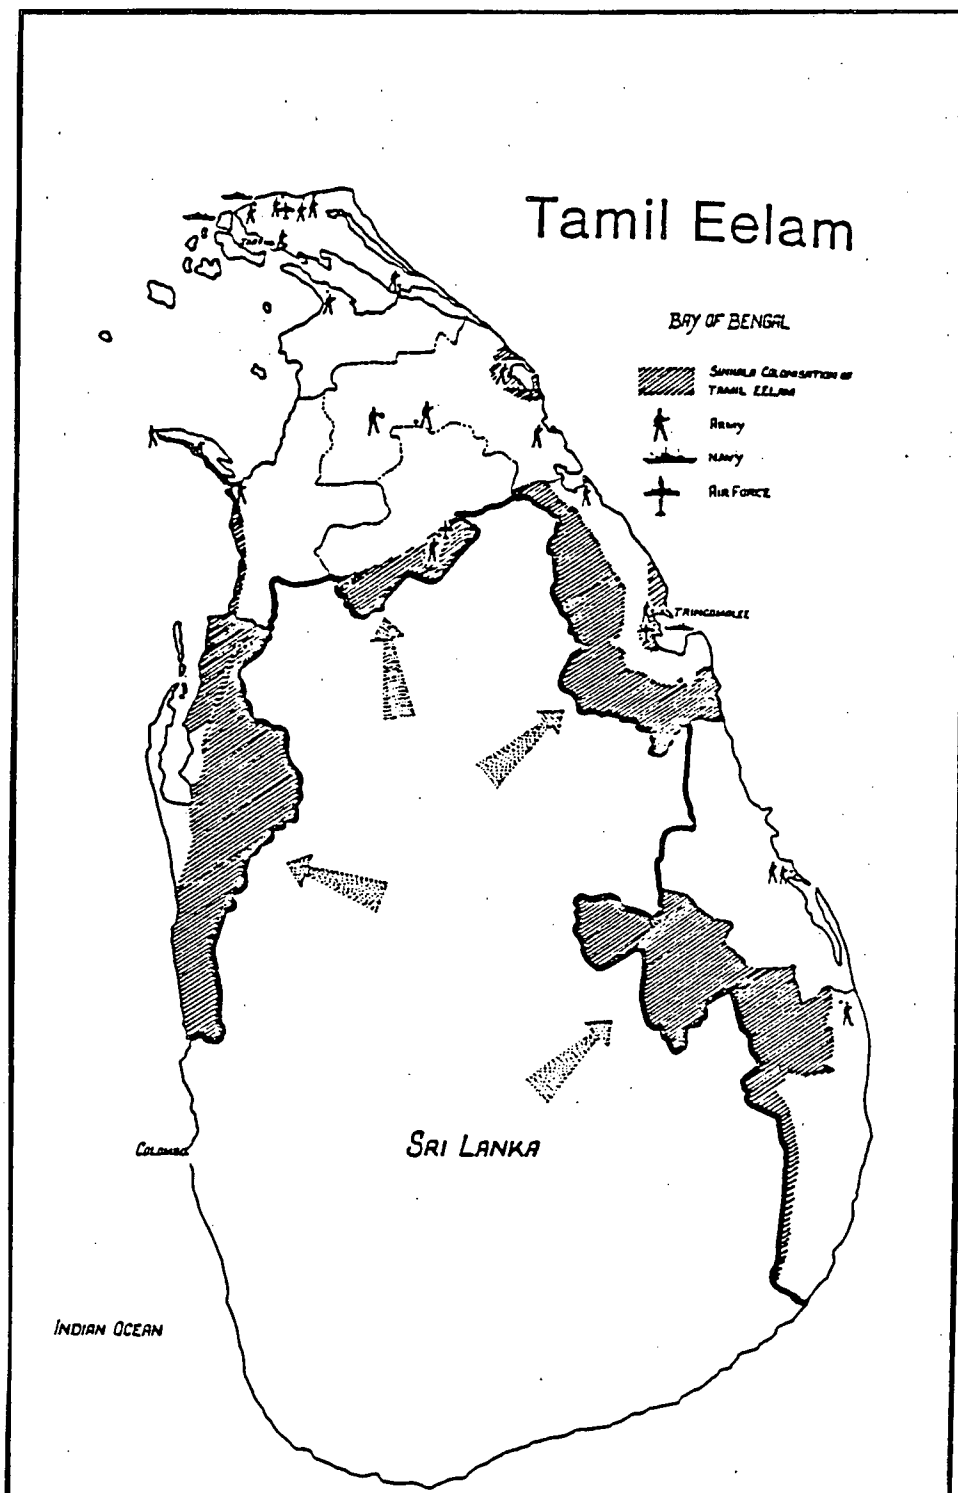 Tamil Eelam
BAY OF BENGAL
SINHALA COLONISATION OF
TAMIL EELAM
ARMY
NAVY
AIR FORCE
TRINCOMALEE
SRI LANKA
COLOMBO
INDIAN OCEAN